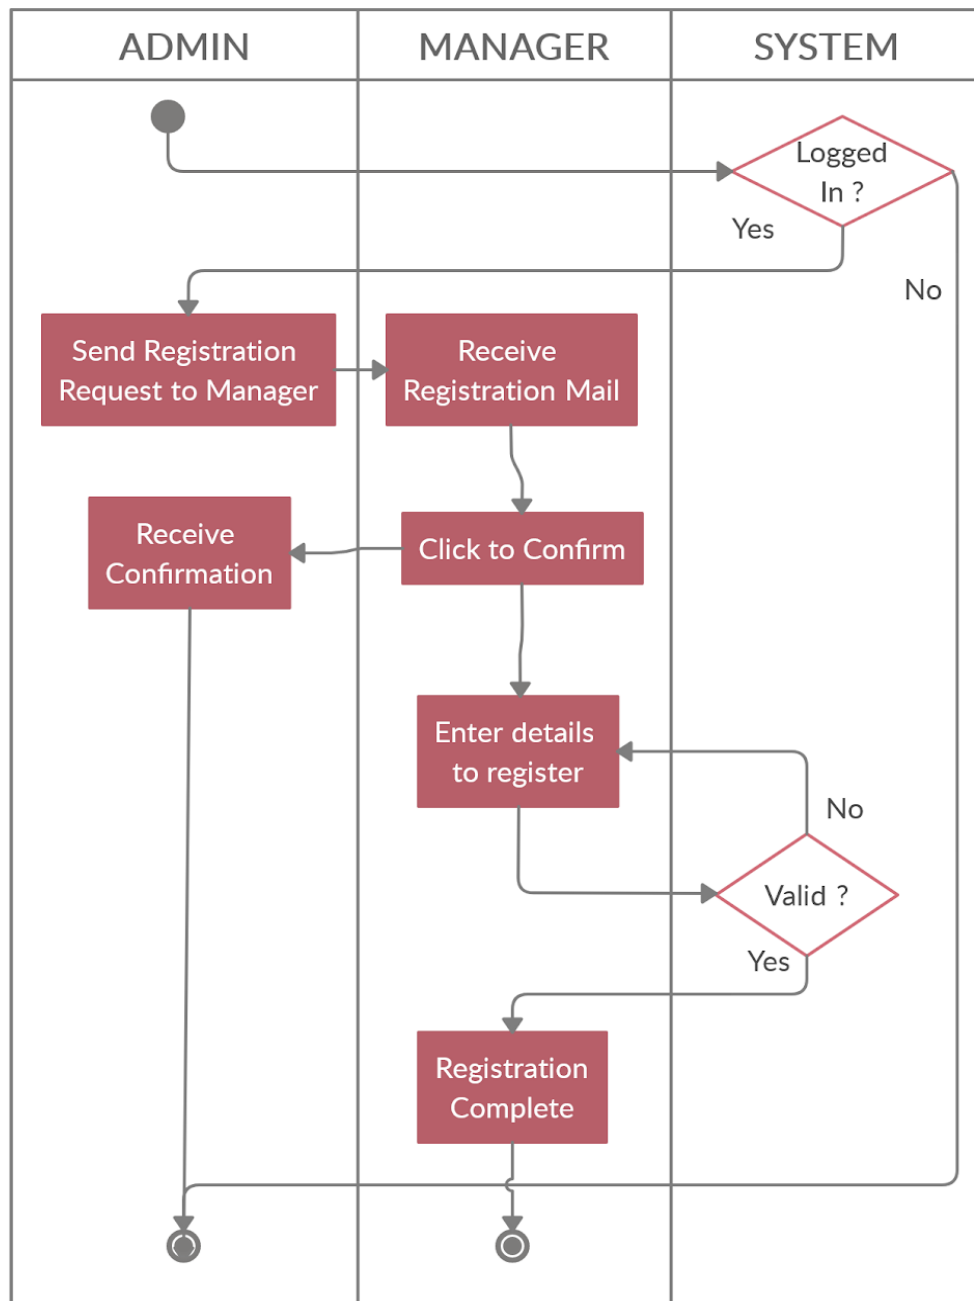 ADMIN
MANAGER
SYSTEM
Logged
In ?
Yes
No
Send Registration
Request to Manager
Receive
Registration Mail
Receive
Confirmation
Click to Confirm
Enter details
to register
No
Valid ?
Yes
Registration
Complete